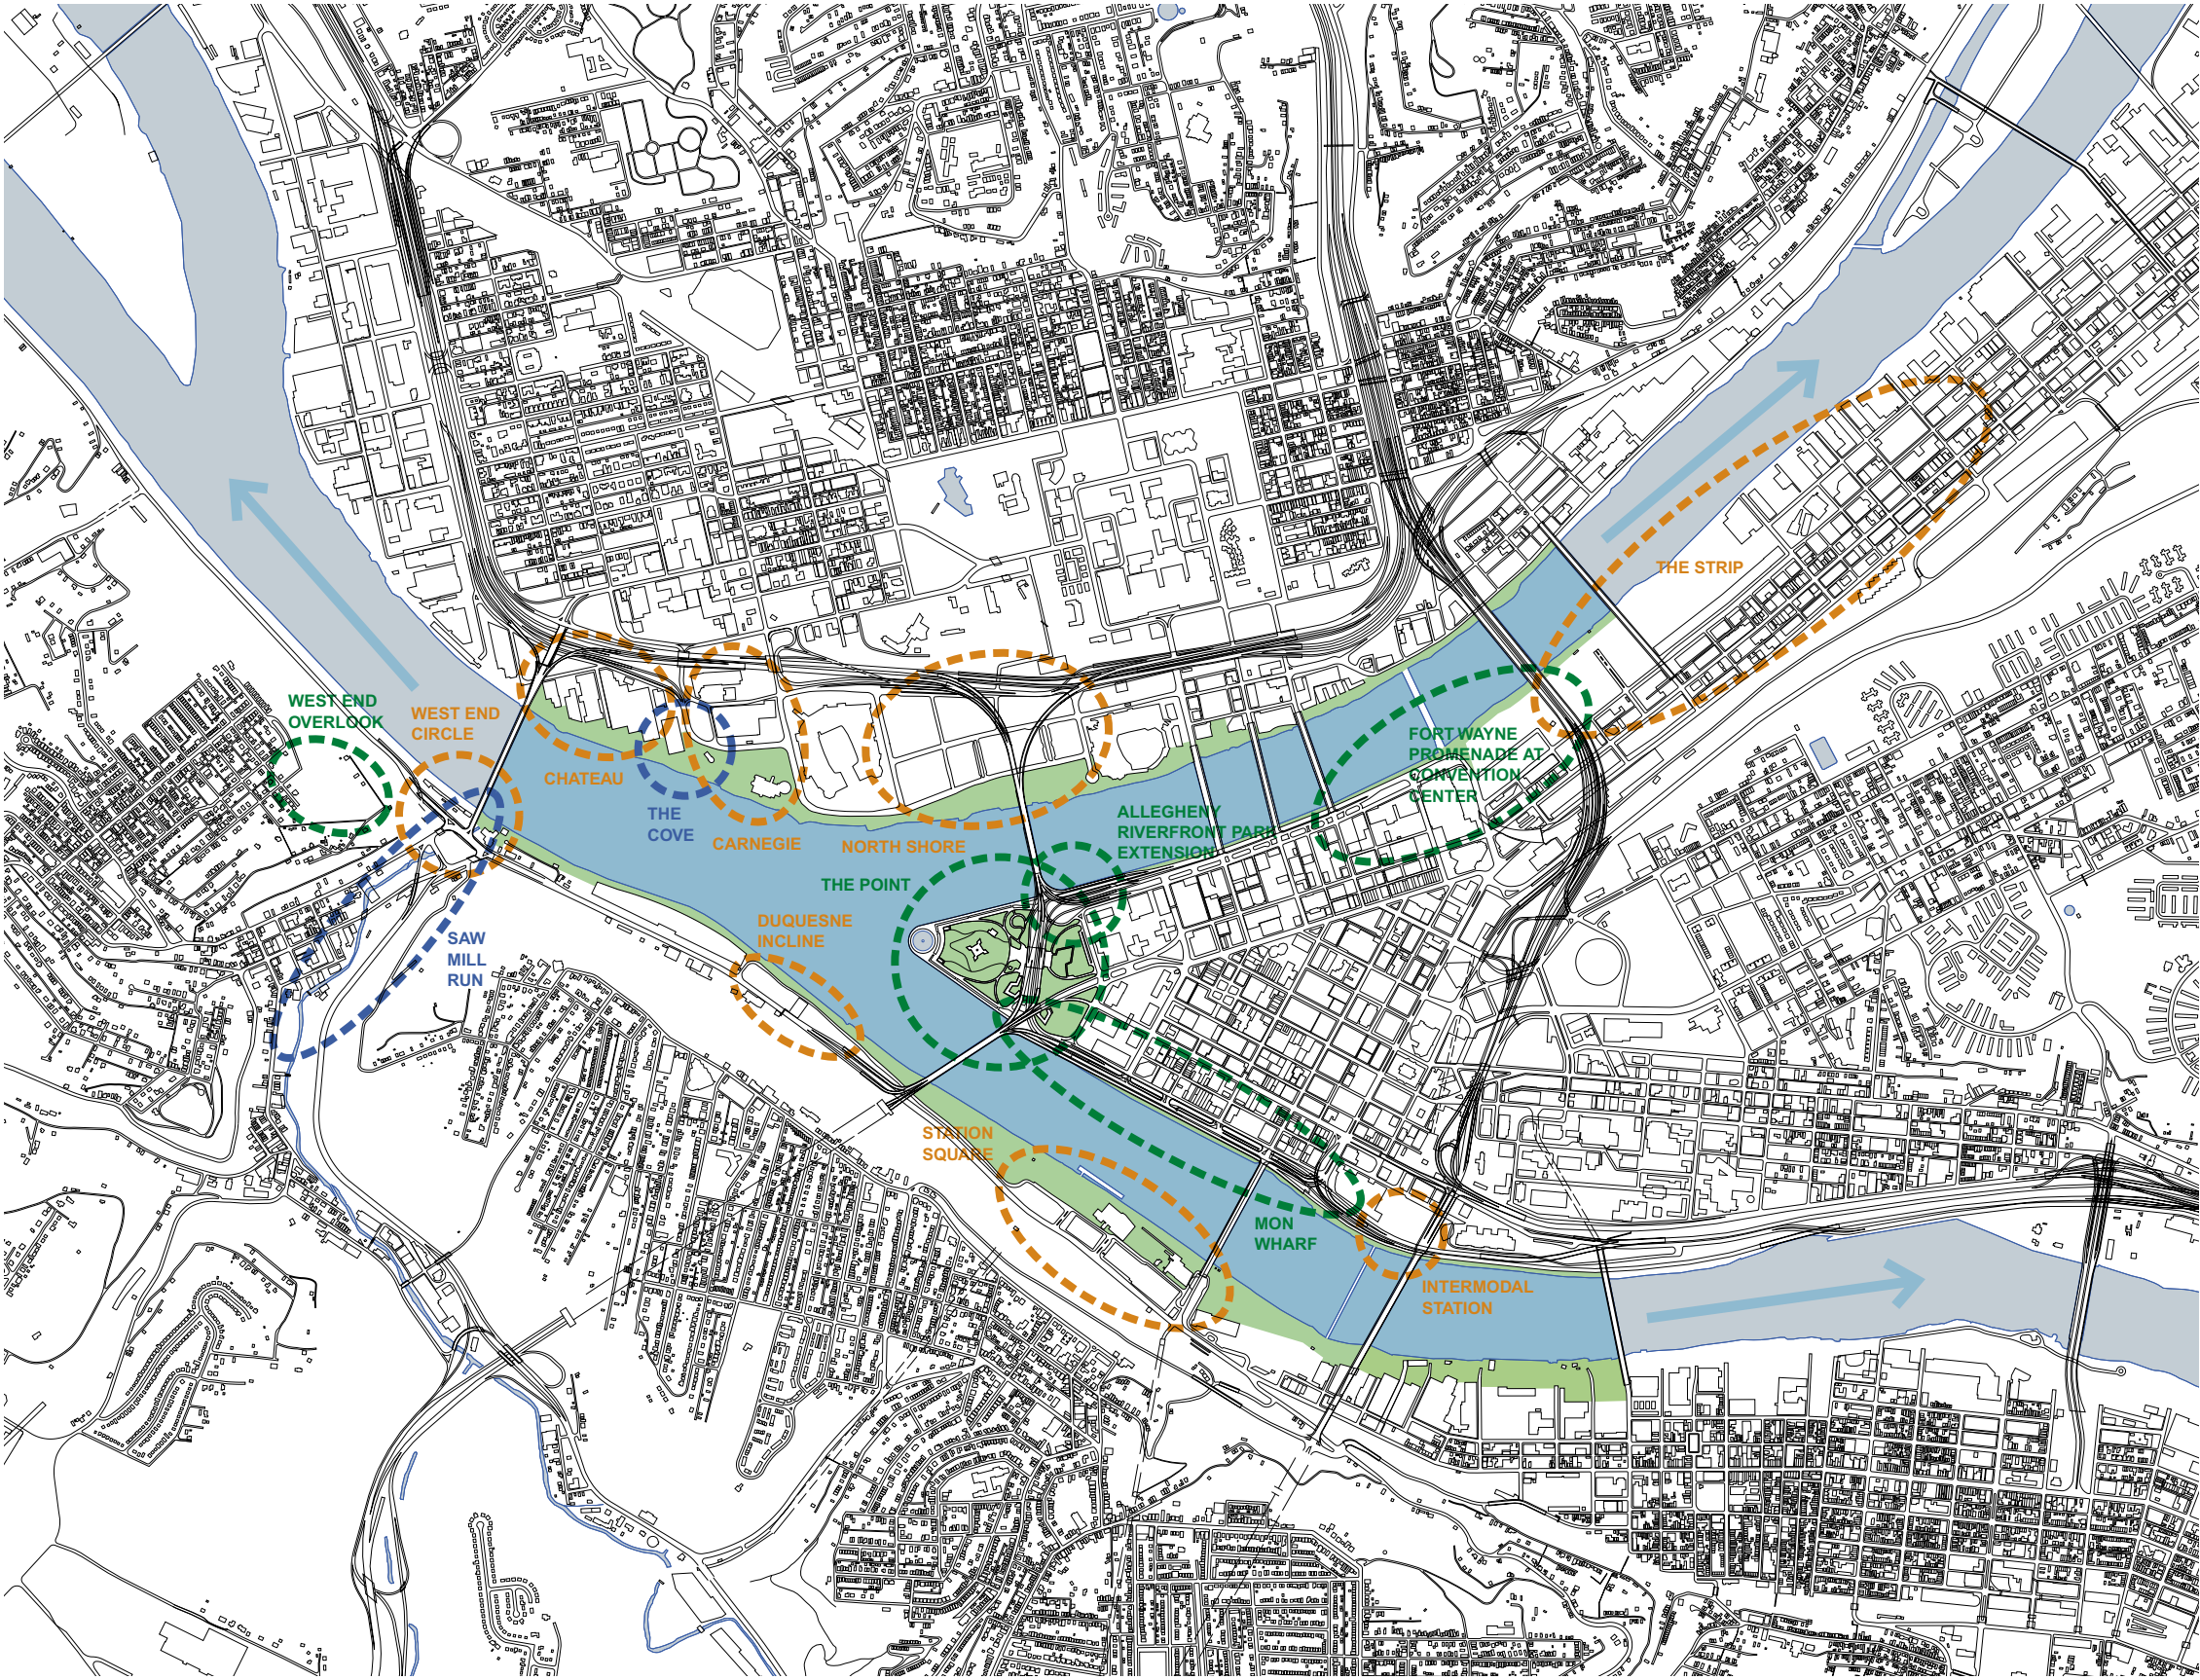 THE STRIP
WEST END
OVERLOOK
WEST END
CIRCLE
FORT WAYNE
PROMENADE AT
CONVENTION
CENTER
CHATEAU
THE
COVE
CARNEGIE
NORTH SHORE
ALLEGHENY
RIVERFRONT PARK
EXTENSION
THE POINT
DUQUESNE
INCLINE
SAW
MILL
RUN
STATION
SQUARE
MON
WHARF
INTERMODAL
STATION